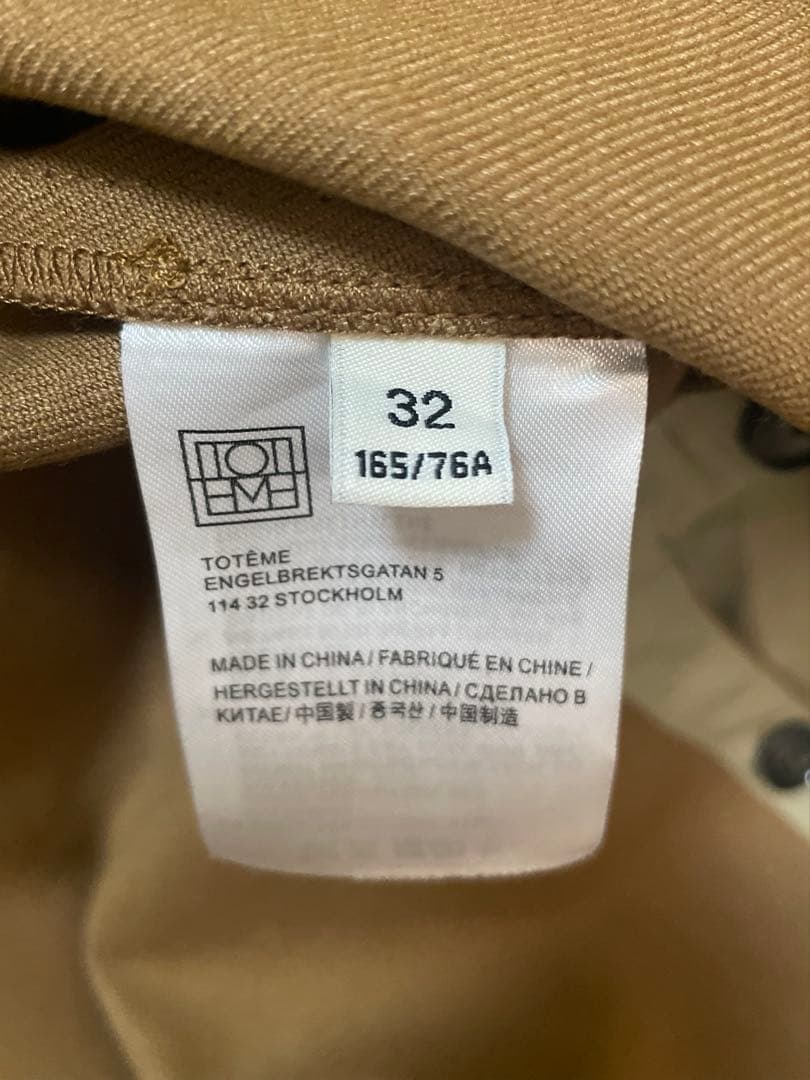 32
165/76A
TOTEME
TOTÊME
ENGELBREKTSGATAN 5
114 32 STOCKHOLM
MADE IN CHINA / FABRIQUÉ EN CHINE /
HERGESTELLT IN CHINA / СДЕЛАНО В
КИТАЕ/ 中国製 / 중국산 / 中国制造